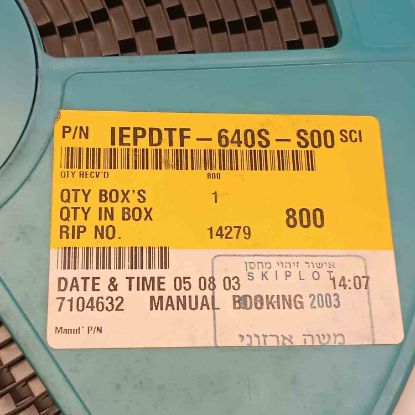 P/N IEPDTF-640S-S00 SCI
QTY RECV'D 800
QTY BOX'S 1
QTY IN BOX 800
RIP NO. 14279
אישור זיהוי מחסן
SKIPLOT
DATE & TIME 05 08 03 14:07
7104632 MANUAL BOOKING 2003
Manuf' P/N
משה ארזוני